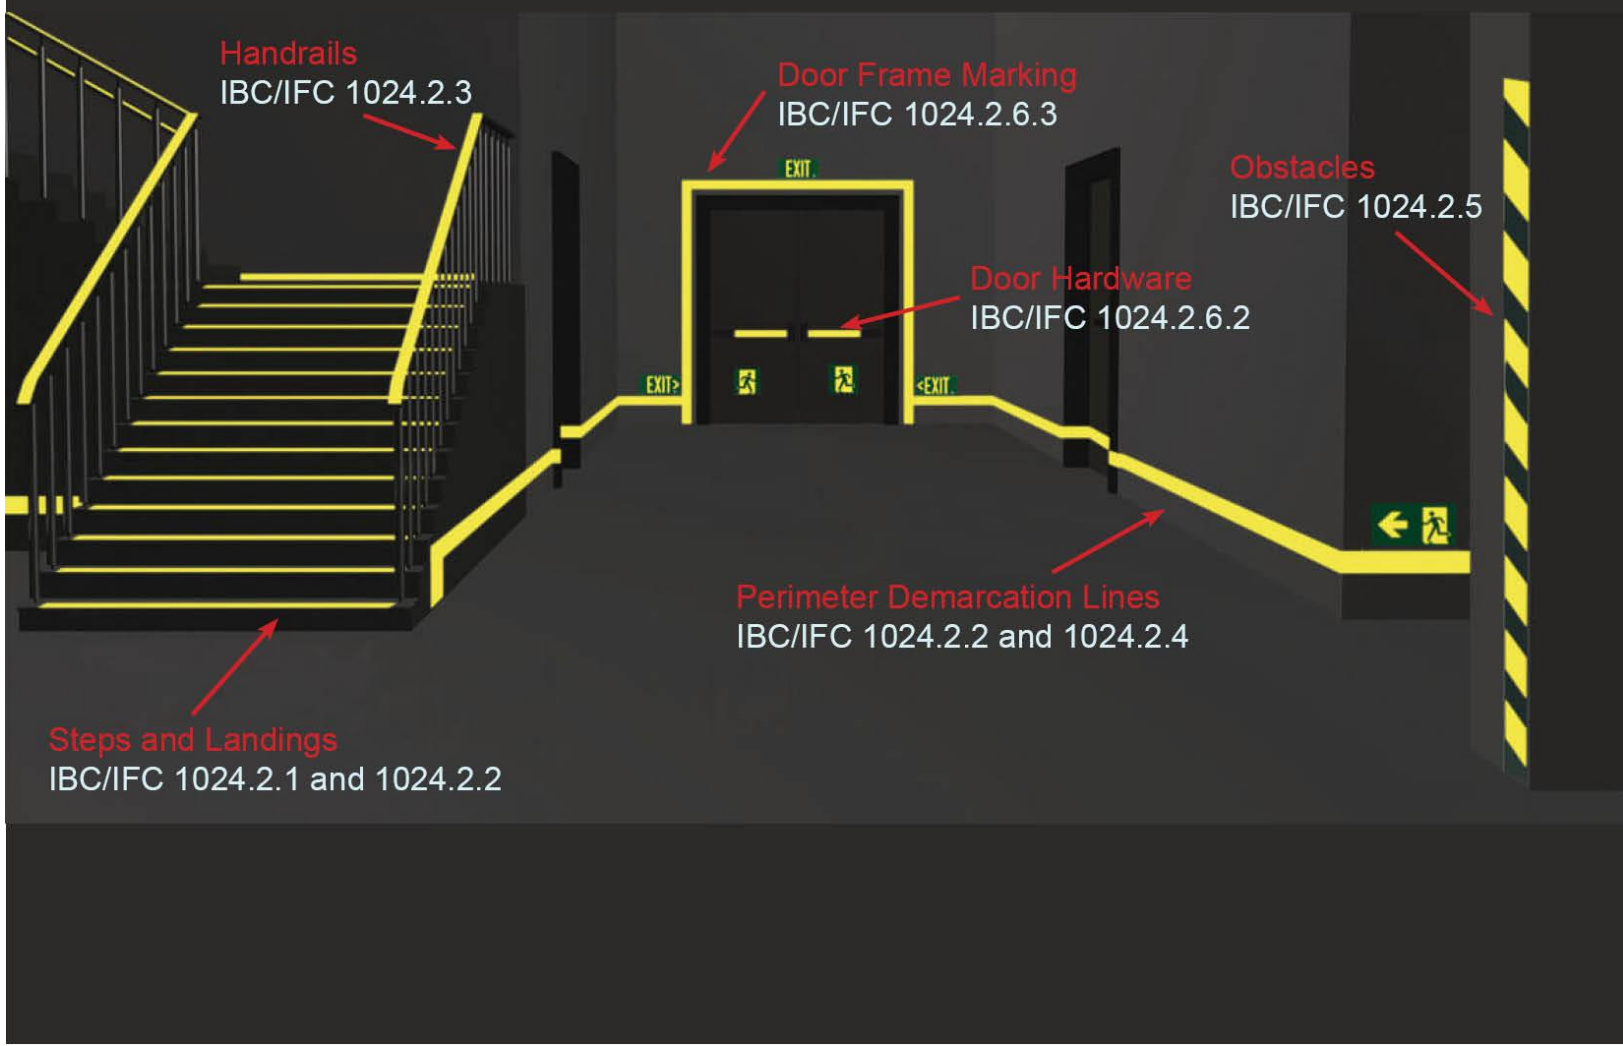 Handrails
IBC/IFC 1024.2.3
Door Frame Marking
IBC/IFC 1024.2.6.3
EXIT
Obstacles
IBC/IFC 1024.2.5
Door Hardware
IBC/IFC 1024.2.6.2
EXIT>
<EXIT
Perimeter Demarcation Lines
IBC/IFC 1024.2.2 and 1024.2.4
Steps and Landings
IBC/IFC 1024.2.1 and 1024.2.2